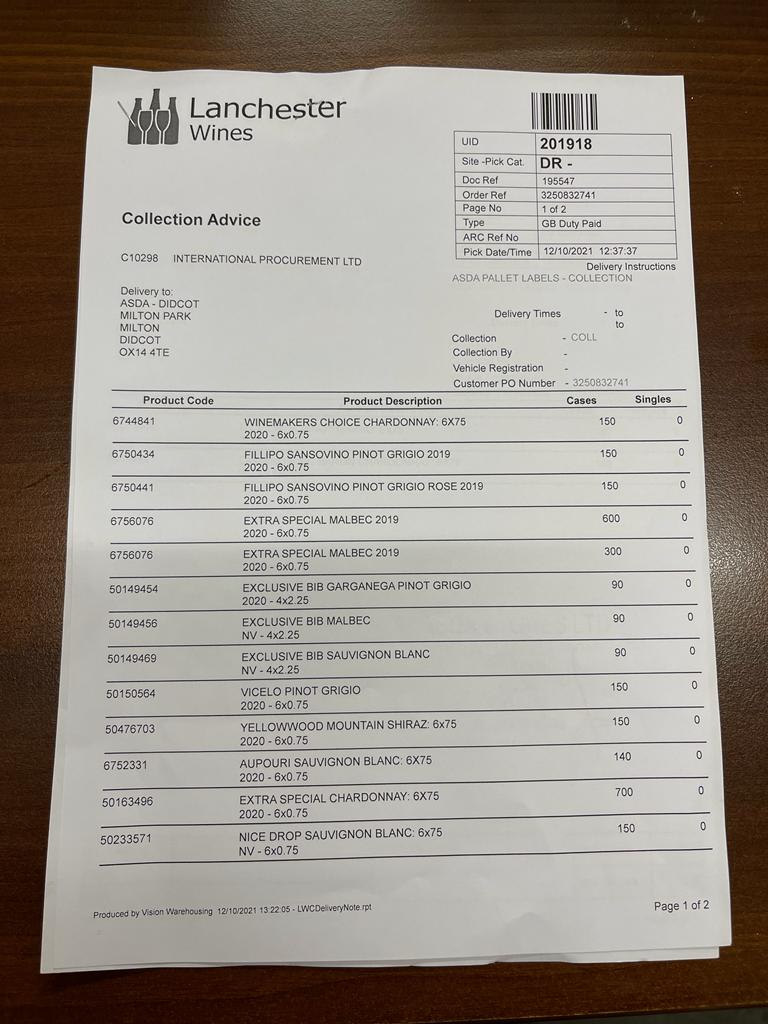 Lanchester
Wines
UID 201918
Site -Pick Cat. DR -
Doc Ref 195547
Order Ref 3250832741
Page No 1 of 2
Type GB Duty Paid
ARC Ref No
Pick Date/Time 12/10/2021 12:37:37
Collection Advice
C10298 INTERNATIONAL PROCUREMENT LTD
Delivery Instructions
ASDA PALLET LABELS - COLLECTION
Delivery to:
ASDA - DIDCOT
MILTON PARK
MILTON
DIDCOT
OX14 4TE
Delivery Times - to
to
Collection - COLL
Collection By -
Vehicle Registration -
Customer PO Number - 3250832741
Product Code Product Description Cases Singles
6744841 WINEMAKERS CHOICE CHARDONNAY: 6X75 150 0
2020 - 6x0.75
6750434 FILLIPO SANSOVINO PINOT GRIGIO 2019 150 0
2020 - 6x0.75
6750441 FILLIPO SANSOVINO PINOT GRIGIO ROSE 2019 150 0
2020 - 6x0.75
6756076 EXTRA SPECIAL MALBEC 2019 600 0
2020 - 6x0.75
6756076 EXTRA SPECIAL MALBEC 2019 300 0
2020 - 6x0.75
50149454 EXCLUSIVE BIB GARGANEGA PINOT GRIGIO 90 0
2020 - 4x2.25
50149456 EXCLUSIVE BIB MALBEC 90 0
NV - 4x2.25
50149469 EXCLUSIVE BIB SAUVIGNON BLANC 90 0
NV - 4x2.25
50150564 VICELO PINOT GRIGIO 150 0
2020 - 6x0.75
50476703 YELLOWWOOD MOUNTAIN SHIRAZ: 6x75 150 0
2020 - 6x0.75
6752331 AUPOURI SAUVIGNON BLANC: 6X75 140 0
2020 - 6x0.75
50163496 EXTRA SPECIAL CHARDONNAY: 6X75 700 0
2020 - 6x0.75
50233571 NICE DROP SAUVIGNON BLANC: 6x75 150 0
NV - 6x0.75
Produced by Vision Warehousing 12/10/2021 13:22:05 - LWCDeliveryNote.rpt
Page 1 of 2